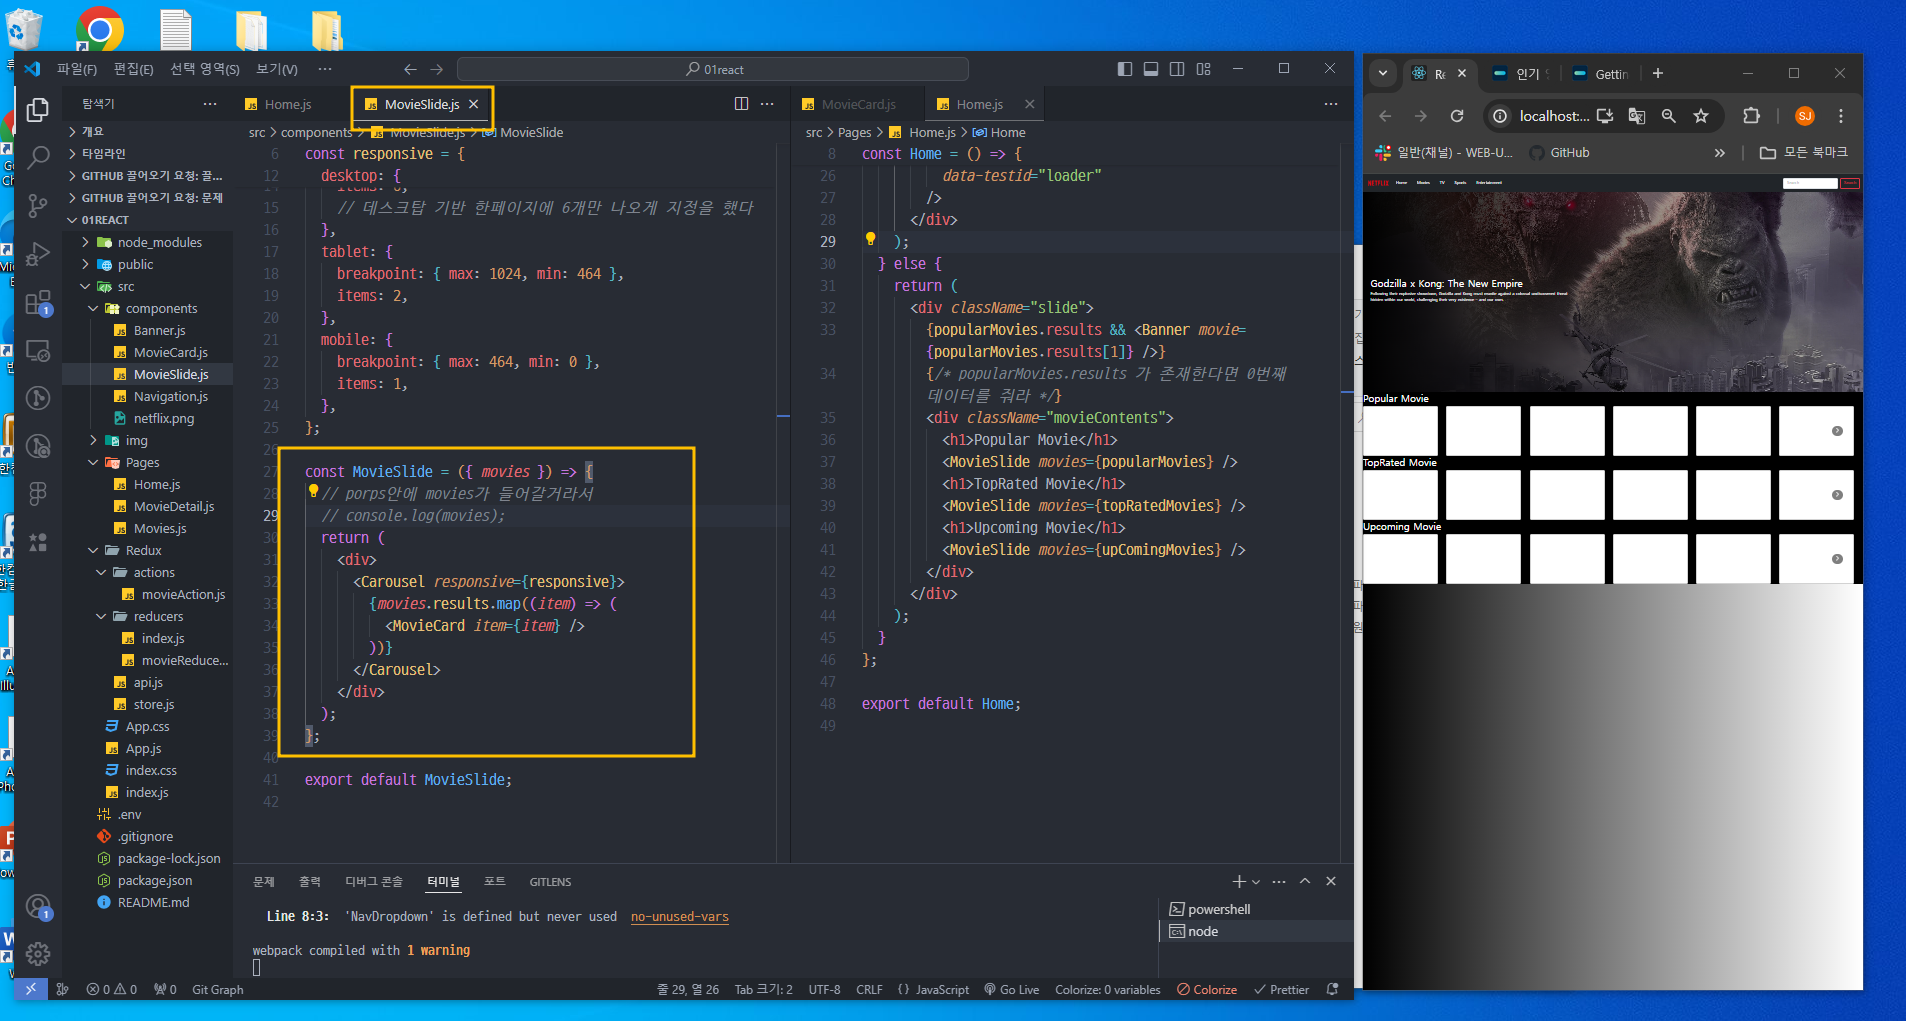 파일(F) 편집(E) 선택 영역(S) 보기(V) ···
01react
탐색기 ···
개요
타임라인
GITHUB 끌어오기 요청: 끌...
GITHUB 끌어오기 요청: 문제
01REACT
node_modules
public
src
components
Banner.js
MovieCard.js
MovieSlide.js
Navigation.js
netflix.png
img
Pages
Home.js
MovieDetail.js
Movies.js
Redux
actions
movieAction.js
reducers
index.js
movieReduce...
api.js
store.js
App.css
App.js
index.css
index.js
.env
.gitignore
package-lock.json
package.json
README.md
Home.js MovieSlide.js
src > components > MovieSlide.js > MovieSlide
6 const responsive = {
12 desktop: {
15 // 데스크탑 기반 한페이지에 6개만 나오게 지정을 했다
16 },
17 tablet: {
18 breakpoint: { max: 1024, min: 464 },
19 items: 2,
20 },
21 mobile: {
22 breakpoint: { max: 464, min: 0 },
23 items: 1,
24 },
25 };
26
27 const MovieSlide = ({ movies }) => {
28 // porps안에 movies가 들어갈거라서
29 // console.log(movies);
30 return (
31 <div>
32 <Carousel responsive={responsive}>
33 {movies.results.map((item) => (
34 <MovieCard item={item} />
35 ))}
36 </Carousel>
37 </div>
38 );
39 };
40
41 export default MovieSlide;
42
MovieCard.js Home.js
src > Pages > Home.js > Home
8 const Home = () => {
26 data-testid="loader"
27 />
28 </div>
29 );
30 } else {
31 return (
32 <div className="slide">
33 {popularMovies.results && <Banner movie=
{popularMovies.results[1]} />}
34 {/* popularMovies.results 가 존재한다면 0번째
데이터를 줘라 */}
35 <div className="movieContents">
36 <h1>Popular Movie</h1>
37 <MovieSlide movies={popularMovies} />
38 <h1>TopRated Movie</h1>
39 <MovieSlide movies={topRatedMovies} />
40 <h1>Upcoming Movie</h1>
41 <MovieSlide movies={upComingMovies} />
42 </div>
43 </div>
44 );
45 }
46 };
47
48 export default Home;
49
문제 출력 디버그 콘솔 터미널 포트 GITLENS
Line 8:3: 'NavDropdown' is defined but never used no-unused-vars
webpack compiled with 1 warning
powershell
node
0 0 0 Git Graph
줄 29, 열 26 Tab 크기: 2 UTF-8 CRLF {} JavaScript Go Live Colorize: 0 variables Colorize Prettier
Re 인기 Gettin
localhost:... SJ
일반(채널) - WEB-U... GitHub » 모든 북마크
NETFLIX Home Movies TV Sports Entertainment
Godzilla x Kong: The New Empire
Popular Movie
TopRated Movie
Upcoming Movie